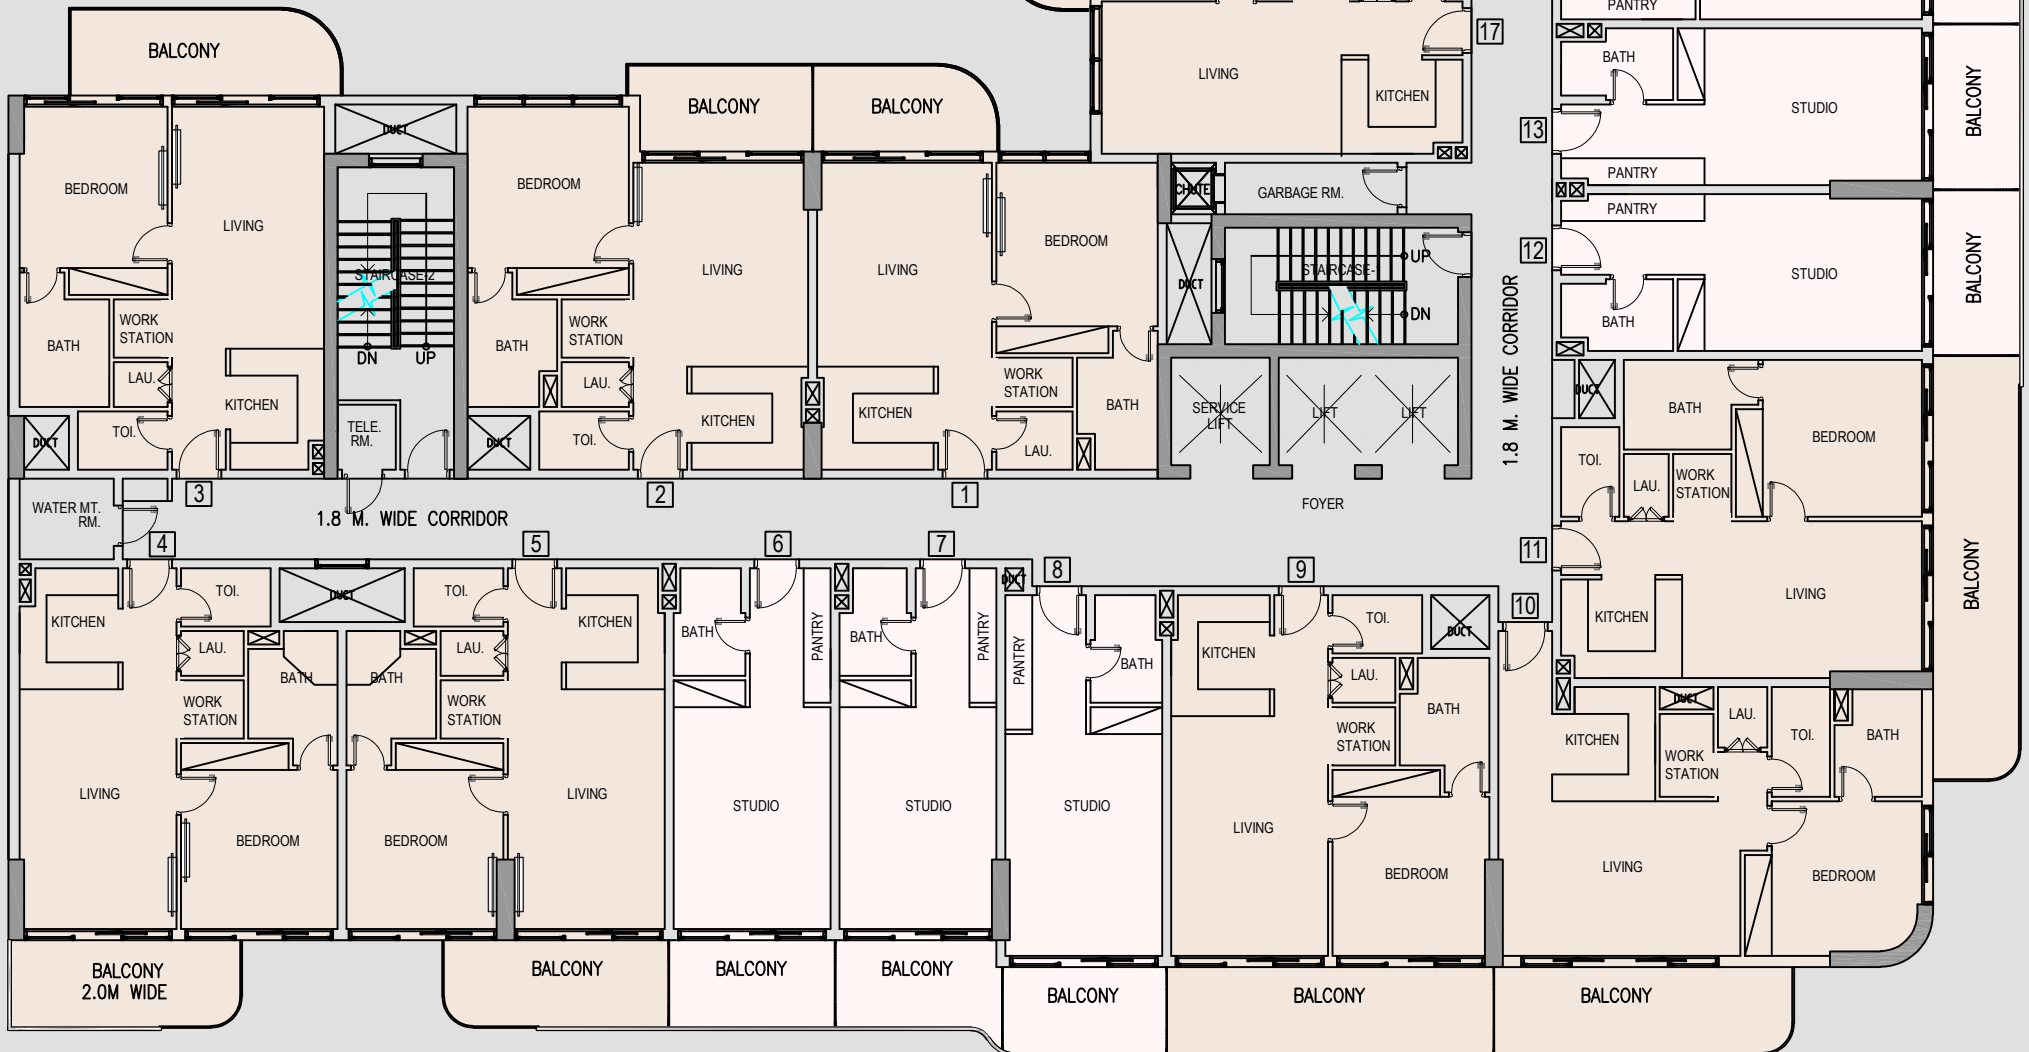 PANTRY
BALCONY
17
BATH
BALCONY
LIVING
KITCHEN
STUDIO
BALCONY
BALCONY
BALCONY
13
DUCT
PANTRY
BEDROOM
BEDROOM
CHUTE
GARBAGE RM.
PANTRY
LIVING
BEDROOM
12
LIVING
LIVING
STAIRCASE-2
UP
STAIRCASE-
DUCT
STUDIO
BALCONY
1.8 M. WIDE CORRIDOR
DN
BATH
WORK
STATION
WORK
STATION
BATH
BATH
DN
UP
LAU.
LAU.
WORK
STATION
BATH
DUCT
BATH
KITCHEN
KITCHEN
KITCHEN
SERVICE
LIFT
LIFT
LIFT
BEDROOM
TOI.
TELE.
RM.
TOI.
DUCT
DUCT
LAU.
TOI.
LAU.
WORK
STATION
3
2
1
FOYER
WATER MT.
RM.
1.8 M. WIDE CORRIDOR
4
5
6
7
8
9
11
BALCONY
TOI.
DUCT
TOI.
DUCT
LIVING
10
KITCHEN
KITCHEN
BATH
BATH
PANTRY
PANTRY
TOI.
DUCT
KITCHEN
LAU.
LAU.
PANTRY
BATH
KITCHEN
BATH
BATH
LAU.
WORK
STATION
WORK
STATION
BATH
DUCT
LAU.
WORK
STATION
KITCHEN
TOI.
BATH
WORK
STATION
LIVING
LIVING
STUDIO
STUDIO
STUDIO
LIVING
BEDROOM
BEDROOM
BEDROOM
LIVING
BEDROOM
BALCONY
2.0M WIDE
BALCONY
BALCONY
BALCONY
BALCONY
BALCONY
BALCONY